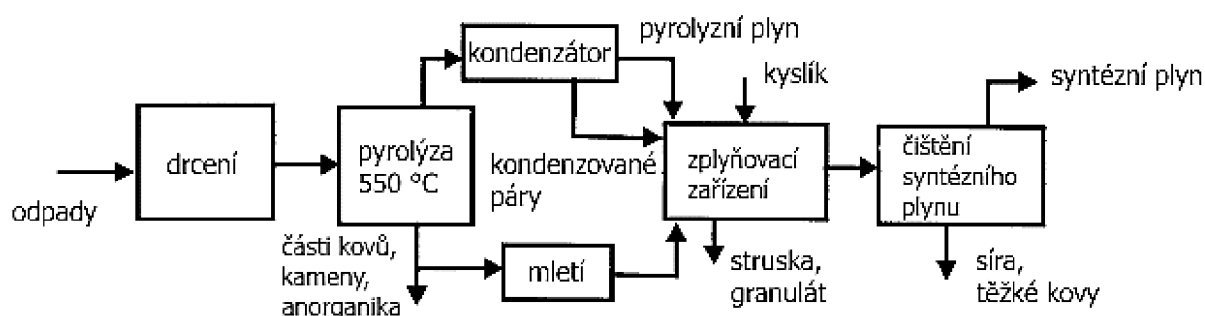 odpady
drcení
pyrolýza
550 °C
části kovů,
kameny,
anorganika
kondenzátor
pyrolyzní plyn
kondenzované
páry
mletí
kyslík
zplyňovací
zařízení
struska,
granulát
čištění
syntézního
plynu
syntézní plyn
síra,
těžké kovy